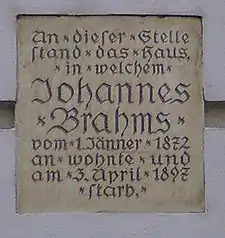 An * dieser * Stelle
stand * das * Haus,
* in * welchem *
Johannes
* Brahms *
vom * 1. Jänner * 1872
an * wohnte * und
am * 3. April * 1897
* starb. *